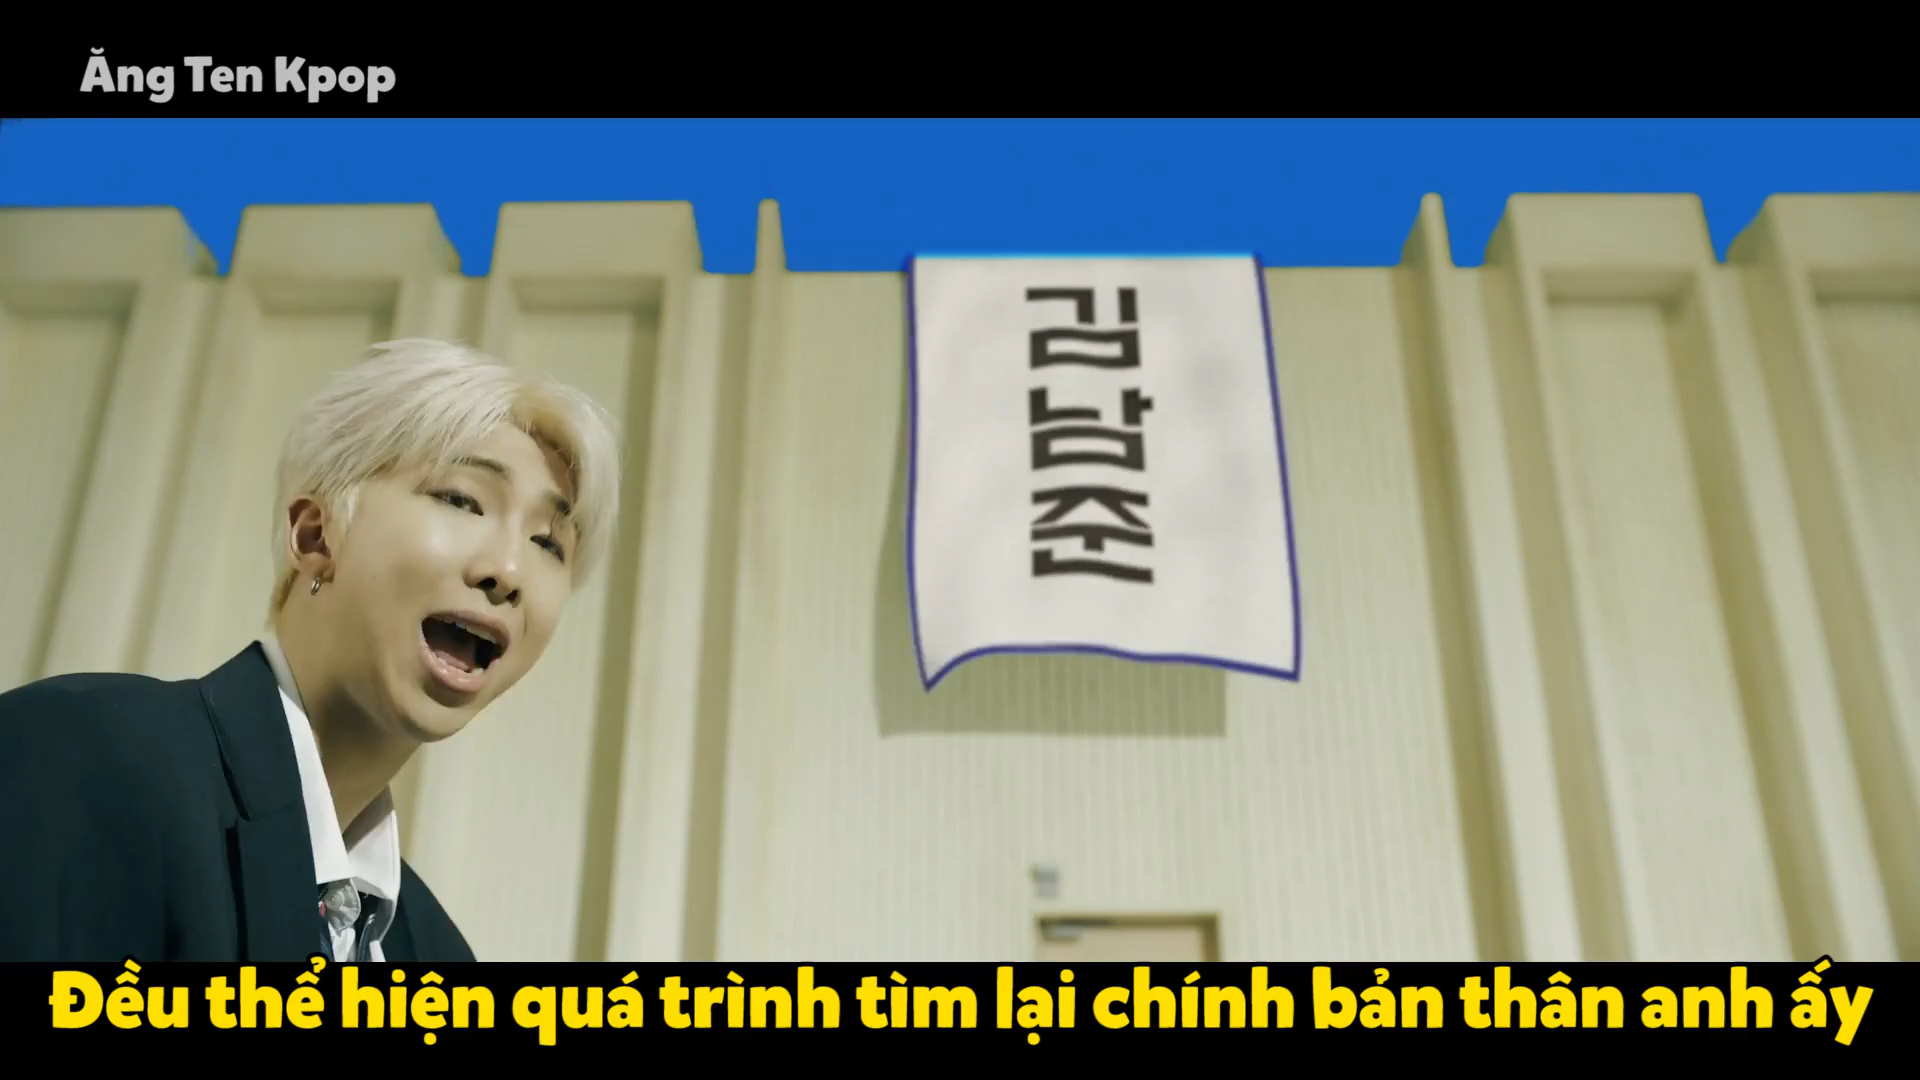 Ăng Ten Kpop
김남준
Đều thể hiện quá trình tìm lại chính bản thân anh ấy